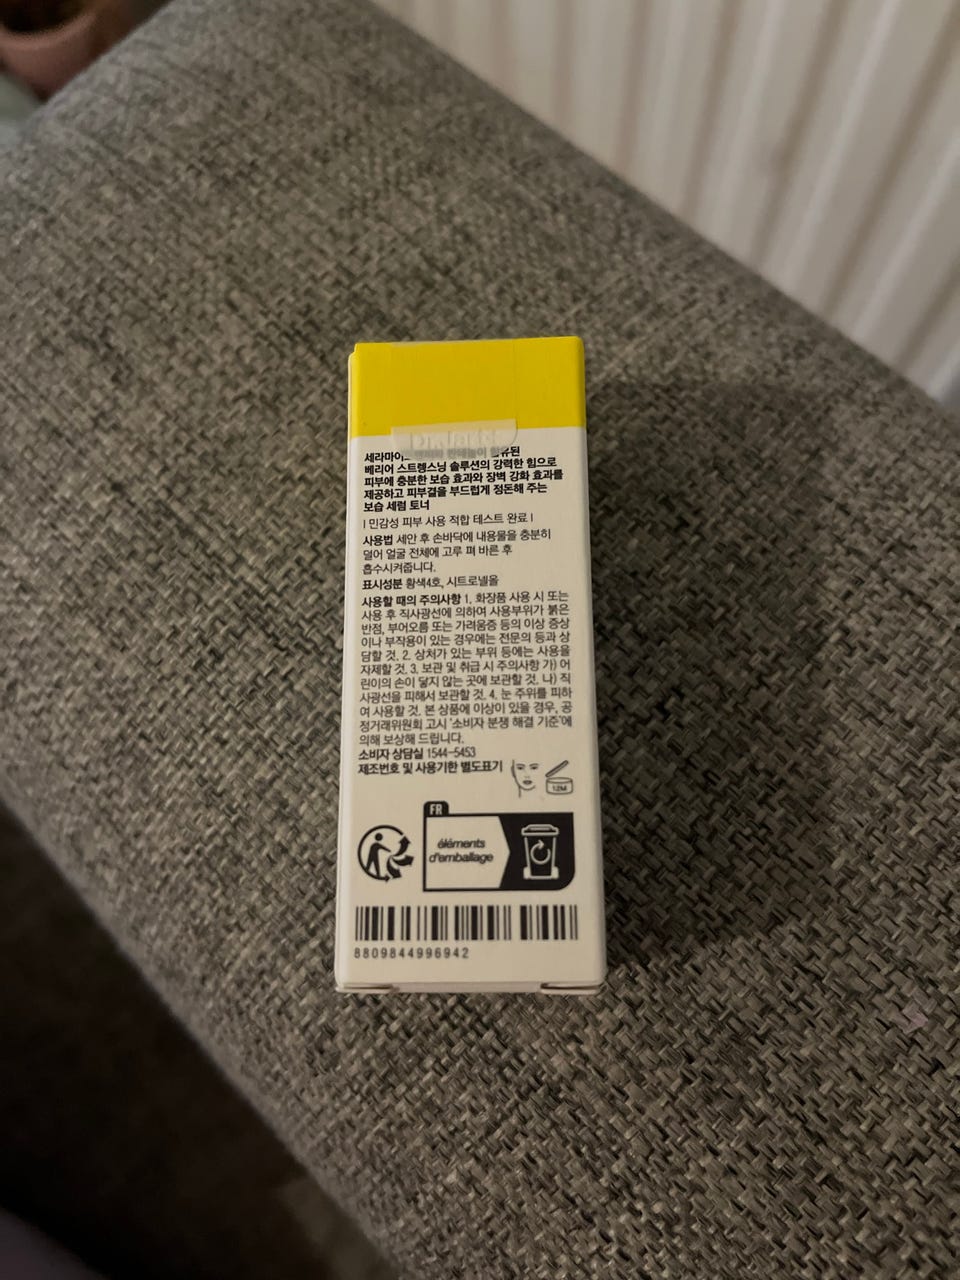 세라마이드 판테놀이 함유된
베리어 스트렝스닝 솔루션의 강력한 힘으로
피부에 충분한 보습 효과와 장벽 강화 효과를
제공하고 피부결을 부드럽게 정돈해 주는
보습 세럼 토너
| 민감성 피부 사용 적합 테스트 완료 |
사용법 세안 후 손바닥에 내용물을 충분히
덜어 얼굴 전체에 고루 펴 바른 후
흡수시켜줍니다.
표시성분 황색4호, 시트로넬올
사용할 때의 주의사항 1. 화장품 사용 시 또는
사용 후 직사광선에 의하여 사용부위가 붉은
반점, 부어오름 또는 가려움증 등의 이상 증상
이나 부작용이 있는 경우에는 전문의 등과 상
담할 것. 2. 상처가 있는 부위 등에는 사용을
자제할 것. 3. 보관 및 취급 시 주의사항 가) 어
린이의 손이 닿지 않는 곳에 보관할 것. 나) 직
사광선을 피해서 보관할 것. 4. 눈 주위를 피하
여 사용할 것. 본 상품에 이상이 있을 경우, 공
정거래위원회 고시 '소비자 분쟁 해결 기준'에
의해 보상해 드립니다.
소비자 상담실 1544-5453
제조번호 및 사용기한 별도표기
12M
FR
éléments
d'emballage
8809844996942